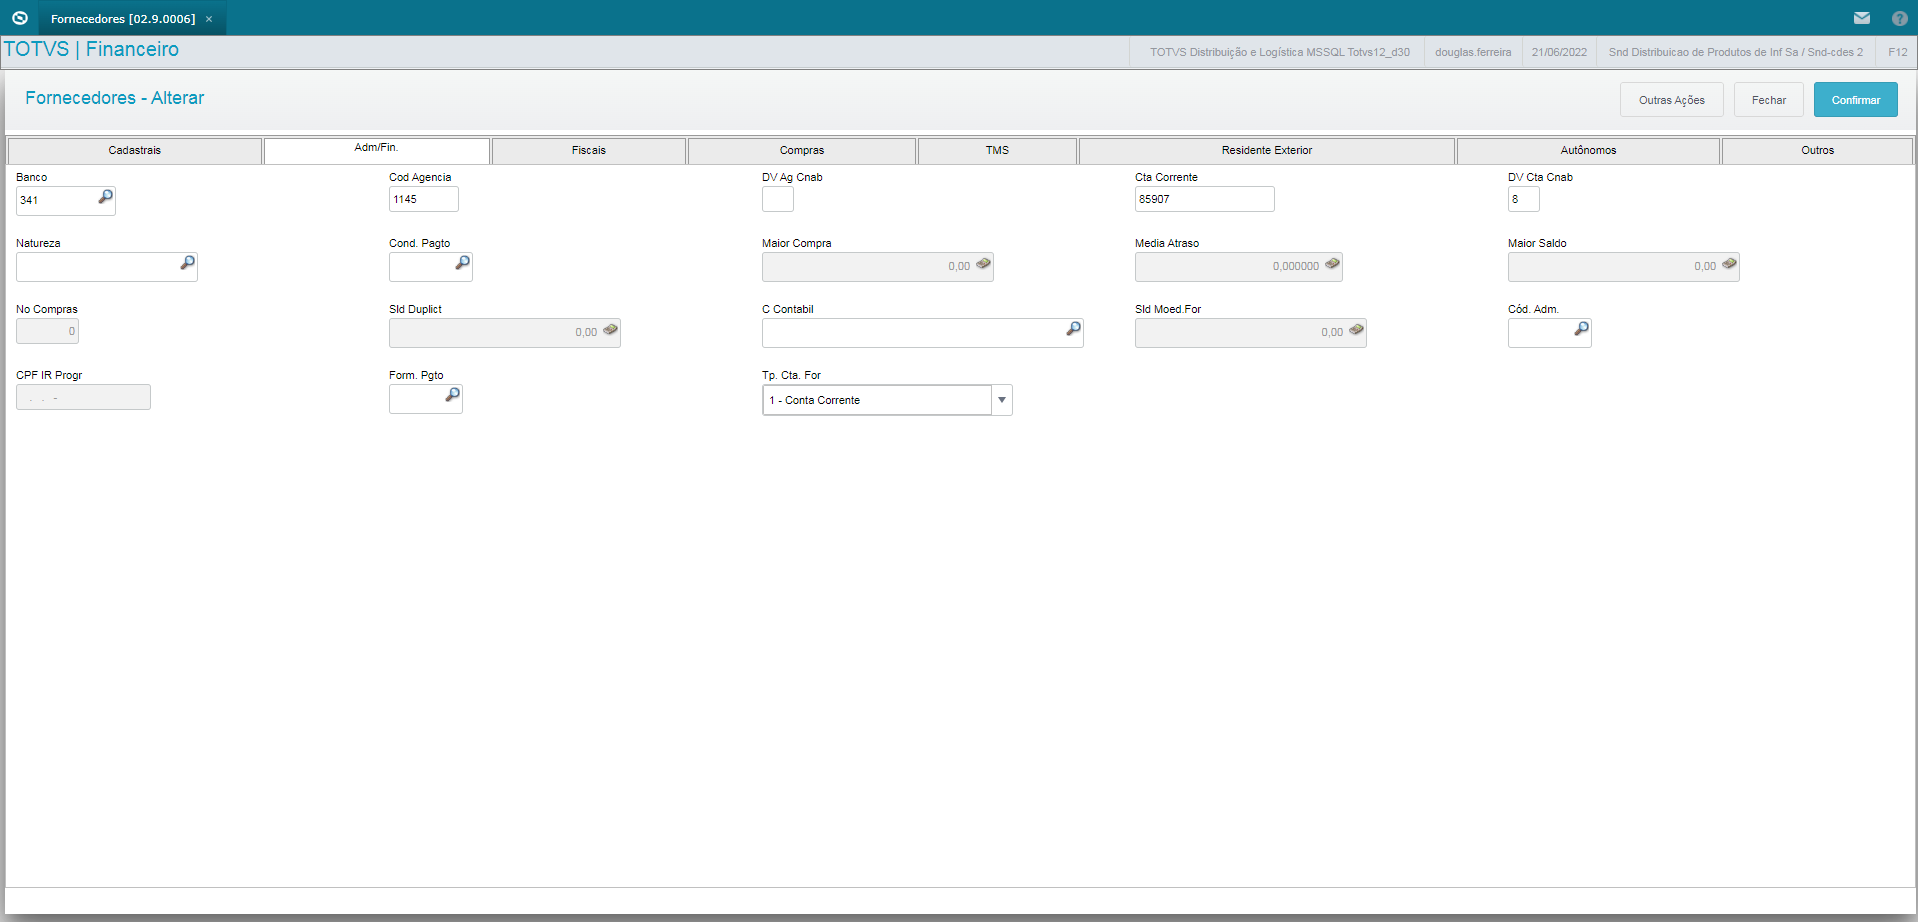 Fornecedores [02.9.0006] ×
TOTVS | Financeiro
TOTVS Distribuição e Logística MSSQL Totvs12_d30 douglas.ferreira 21/06/2022 Snd Distribuicao de Produtos de Inf Sa / Snd-cdes 2 F12
Fornecedores - Alterar
Outras Ações Fechar Confirmar
Cadastrais Adm/Fin. Fiscais Compras TMS Residente Exterior Autônomos Outros
Banco Cod Agencia DV Ag Cnab Cta Corrente DV Cta Cnab
341 1145 85907 8
Natureza Cond. Pagto Maior Compra Media Atraso Maior Saldo
0,00 0,000000 0,00
No Compras Sld Duplict C Contabil Sld Moed.For Cód. Adm.
0 0,00 0,00
CPF IR Progr Form. Pgto Tp. Cta. For
. . - 1 - Conta Corrente